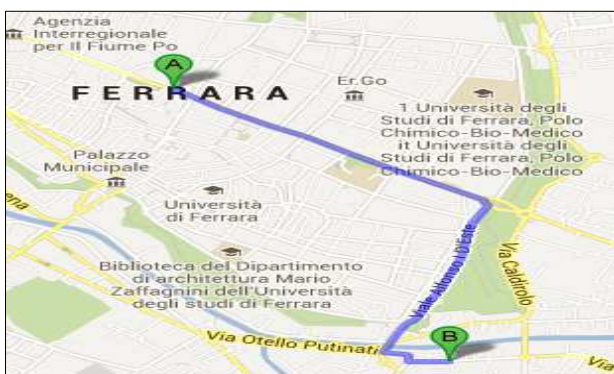 Agenzia
Interregionale
per Il Fiume Po
A
FERRARA
Er.Go
1 Università degli
Studi di Ferrara, Polo
Chimico-Bio-Medico
it Università degli
Studi di Ferrara, Polo
Chimico-Bio-Medico
Palazzo
Municipale
Università
di Ferrara
Biblioteca del Dipartimento
di architettura Mario
Zaffagnini dell'Università
degli studi di Ferrara
Viale Alfonso I D'Este
Via Caldirolo
Via Otello Putinati
B